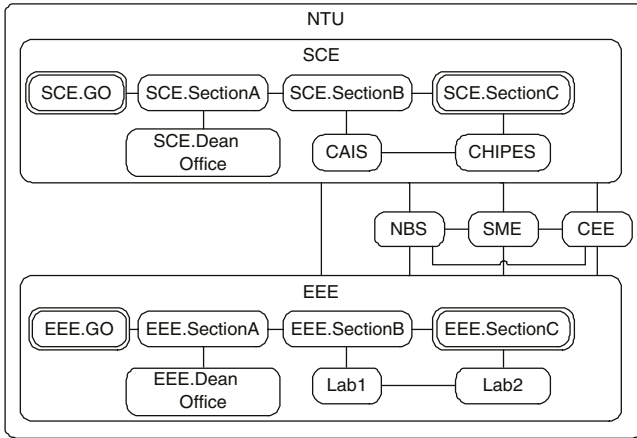 NTU
SCE
SCE.GO
SCE.SectionA
SCE.SectionB
SCE.SectionC
SCE.Dean
Office
CAIS
CHIPES
NBS
SME
CEE
EEE
EEE.GO
EEE.SectionA
EEE.SectionB
EEE.SectionC
EEE.Dean
Office
Lab1
Lab2